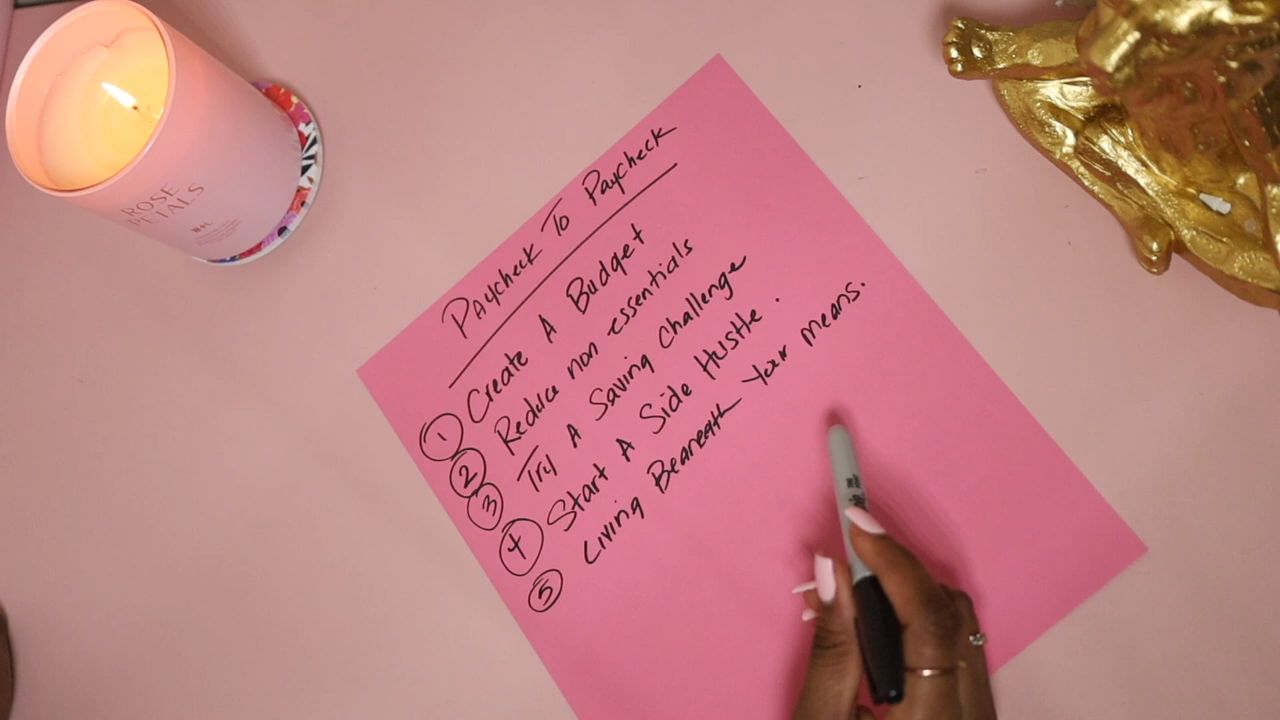 ROSE
PETALS
Paycheck To Paycheck
1 Create A Budget
2 Reduce non essentials
3 Try A Saving Challenge
4 Start A Side Hustle.
5 Living Beaneath Your Means.